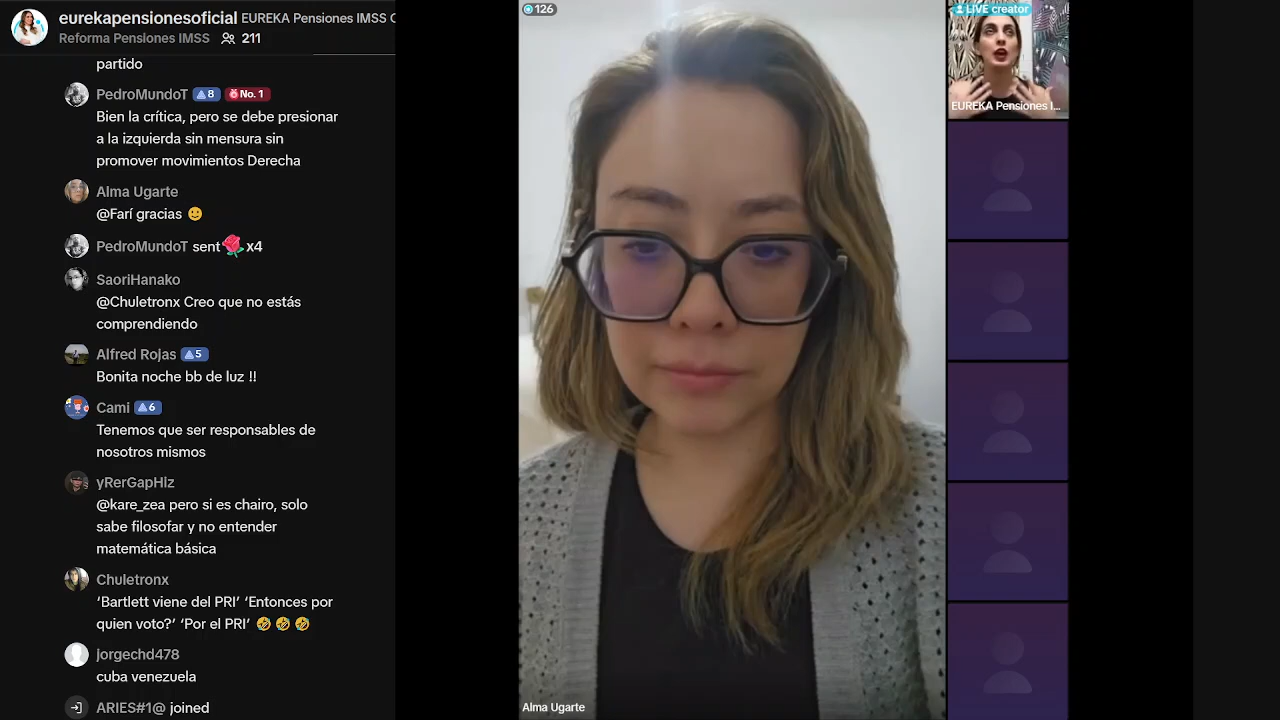 eurekapensionesoficial EUREKA Pensiones IMSS
Reforma Pensiones IMSS 211
partido
PedroMundoT 8 No. 1
Bien la crítica, pero se debe presionar
a la izquierda sin mensura sin
promover movimientos Derecha
Alma Ugarte
@Farí gracias 🙂
PedroMundoT sent🌹x4
SaoriHanako
@Chuletronx Creo que no estás
comprendiendo
Alfred Rojas 5
Bonita noche bb de luz !!
Cami 6
Tenemos que ser responsables de
nosotros mismos
@kare_zea pero si es chairo, solo
sabe filosofar y no entender
matemática básica
Chuletronx
‘Bartlett viene del PRI’ ‘Entonces por
quien voto?’ ‘Por el PRI’ 🤣 🤣 🤣
jorgechd478
cuba venezuela
ARIES#1@ joined
126
Alma Ugarte
LIVE creator
EUREKA Pensiones I...